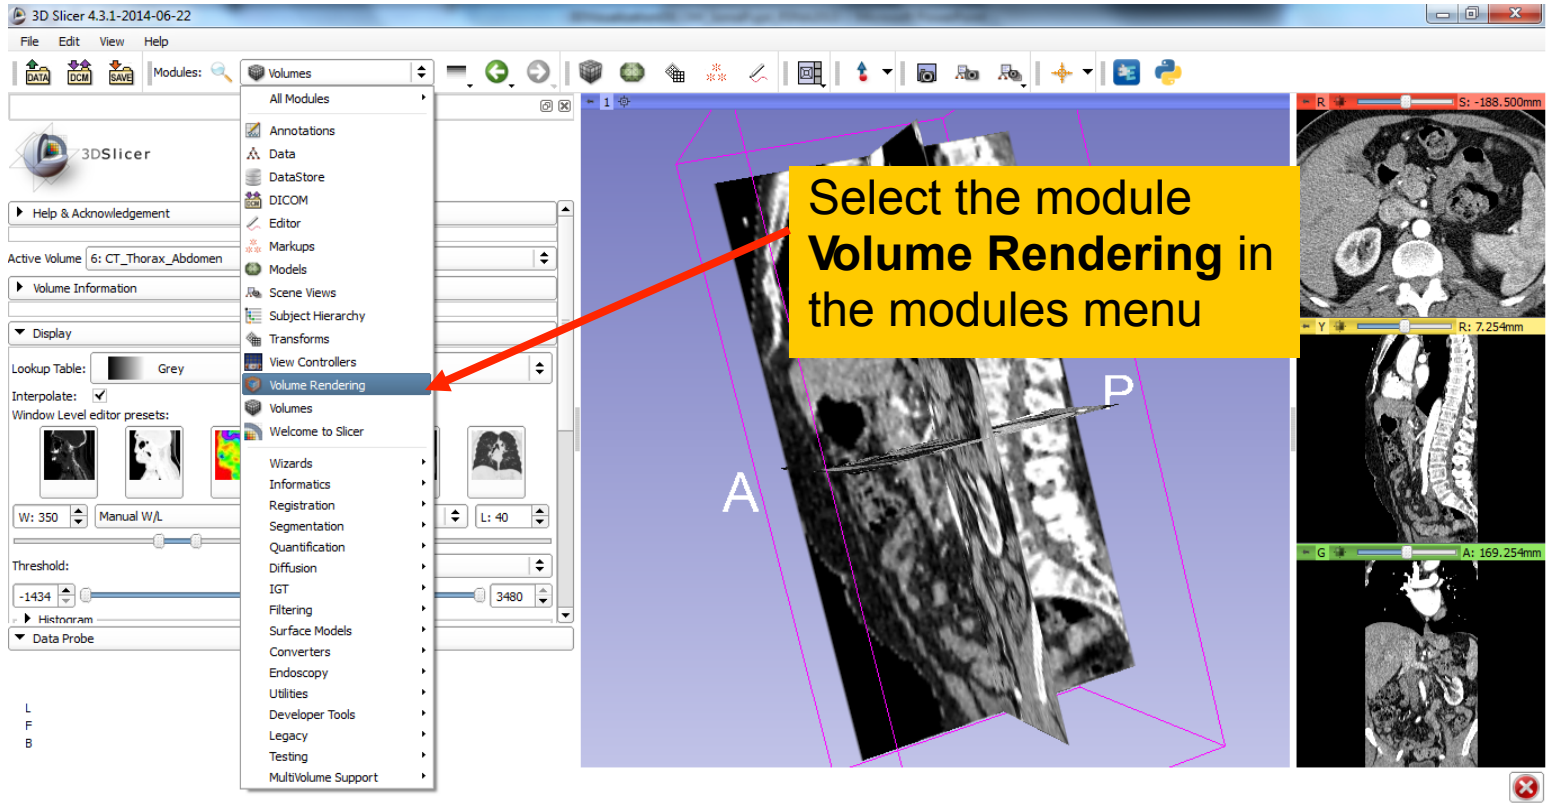 3D Slicer 4.3.1-2014-06-22
File Edit View Help
DATA DCM SAVE Modules: Volumes
All Modules
Annotations
Data
DataStore
DICOM
Editor
Markups
Models
Scene Views
Subject Hierarchy
Transforms
View Controllers
Volume Rendering
Volumes
Welcome to Slicer
Wizards
Informatics
Registration
Segmentation
Quantification
Diffusion
IGT
Filtering
Surface Models
Converters
Endoscopy
Utilities
Developer Tools
Legacy
Testing
MultiVolume Support
3DSlicer
Help & Acknowledgement
Active Volume 6: CT_Thorax_Abdomen
Volume Information
Display
Lookup Table: Grey
Interpolate:
Window Level editor presets:
W: 350 Manual W/L L: 40
Threshold:
-1434 3480
Histogram
Data Probe
L
F
B
1
Select the module
Volume Rendering in
the modules menu
P
A
R S: -188.500mm
Y R: 7.254mm
G A: 169.254mm